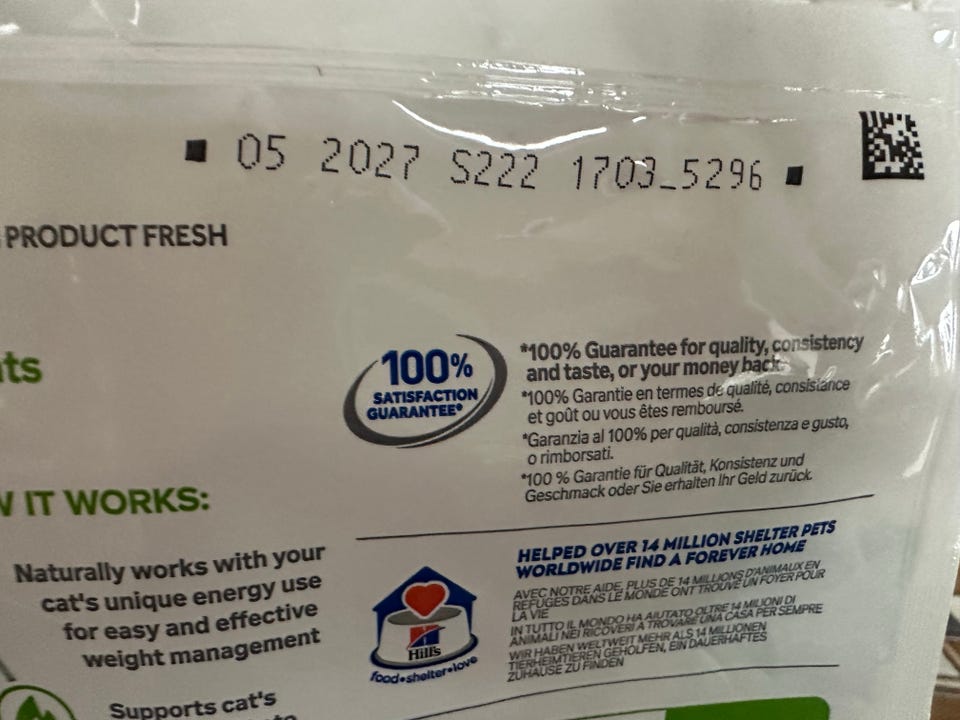 05 2027 S222 1703_5296
PRODUCT FRESH
100%
SATISFACTION
GUARANTEE*
*100% Guarantee for quality, consistency
and taste, or your money back.
*100% Garantie en termes de qualité, consistance
et goût ou vous êtes remboursé.
*Garanzia al 100% per qualità, consistenza e gusto,
o rimborsati.
*100 % Garantie für Qualität, Konsistenz und
Geschmack oder Sie erhalten Ihr Geld zurück.
IT WORKS:
Naturally works with your
cat's unique energy use
for easy and effective
weight management
Supports cat's
Hill's
food•shelter•love
HELPED OVER 14 MILLION SHELTER PETS
WORLDWIDE FIND A FOREVER HOME
AVEC NOTRE AIDE, PLUS DE 14 MILLIONS D'ANIMAUX EN
REFUGES DANS LE MONDE ONT TROUVÉ UN FOYER POUR
LA VIE
IN TUTTO IL MONDO HA AIUTATO OLTRE 14 MILIONI DI
ANIMALI NEI RICOVERI A TROVARE UNA CASA PER SEMPRE
WIR HABEN WELTWEIT MEHR ALS 14 MILLIONEN
TIERHEIMTIEREN GEHOLFEN, EIN DAUERHAFTES
ZUHAUSE ZU FINDEN